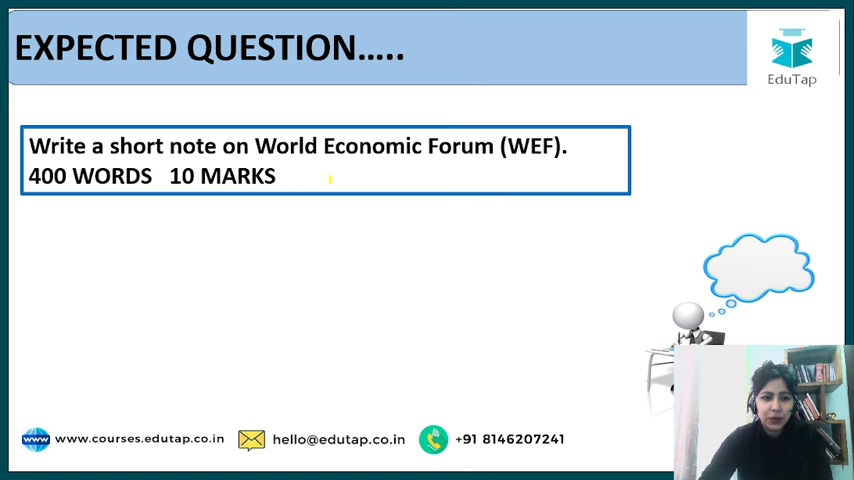 EXPECTED QUESTION.....
EduTap
Write a short note on World Economic Forum (WEF).
400 WORDS 10 MARKS
www www.courses.edutap.co.in hello@edutap.co.in +91 8146207241